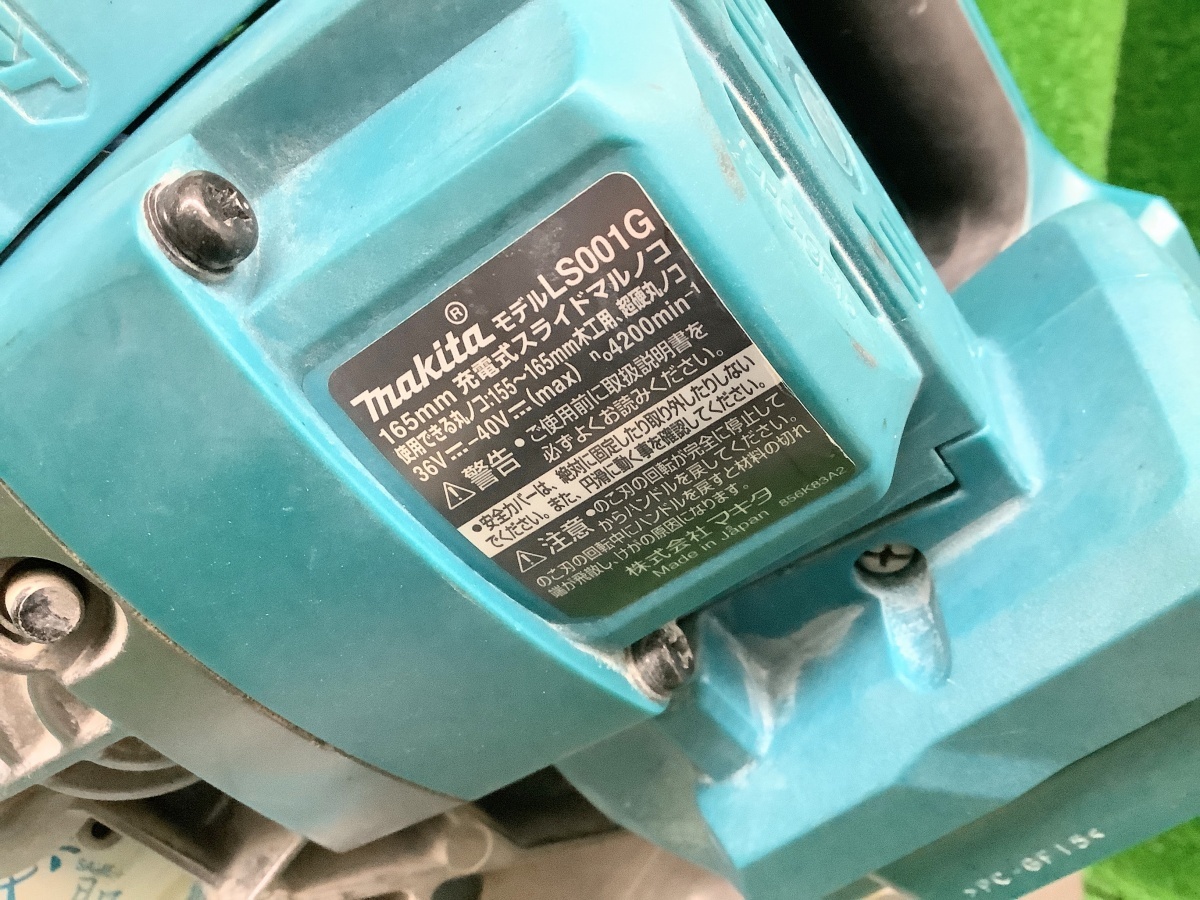 makita® モデルLS001G
165mm 充電式スライドマルノコ
使用できる丸ノコ:155～165mm木工用、超硬丸ノコ
36V⎓-40V⎓(max) n₀4200min⁻¹
⚠警告 •ご使用前に取扱説明書を
必ずよくお読みください。
•安全カバーは、絶対に固定したり取り外したりしない
でください。また、円滑に動く事を確認してください。
⚠注意 •のこ刃の回転が完全に停止して
からハンドルを戻してください。
のこ刃の回転中にハンドルを戻すと材料の切れ
端が飛散し、けがの原因になります。
株式会社マキタ
Made in Japan 856K83A2
>PC-GF15<